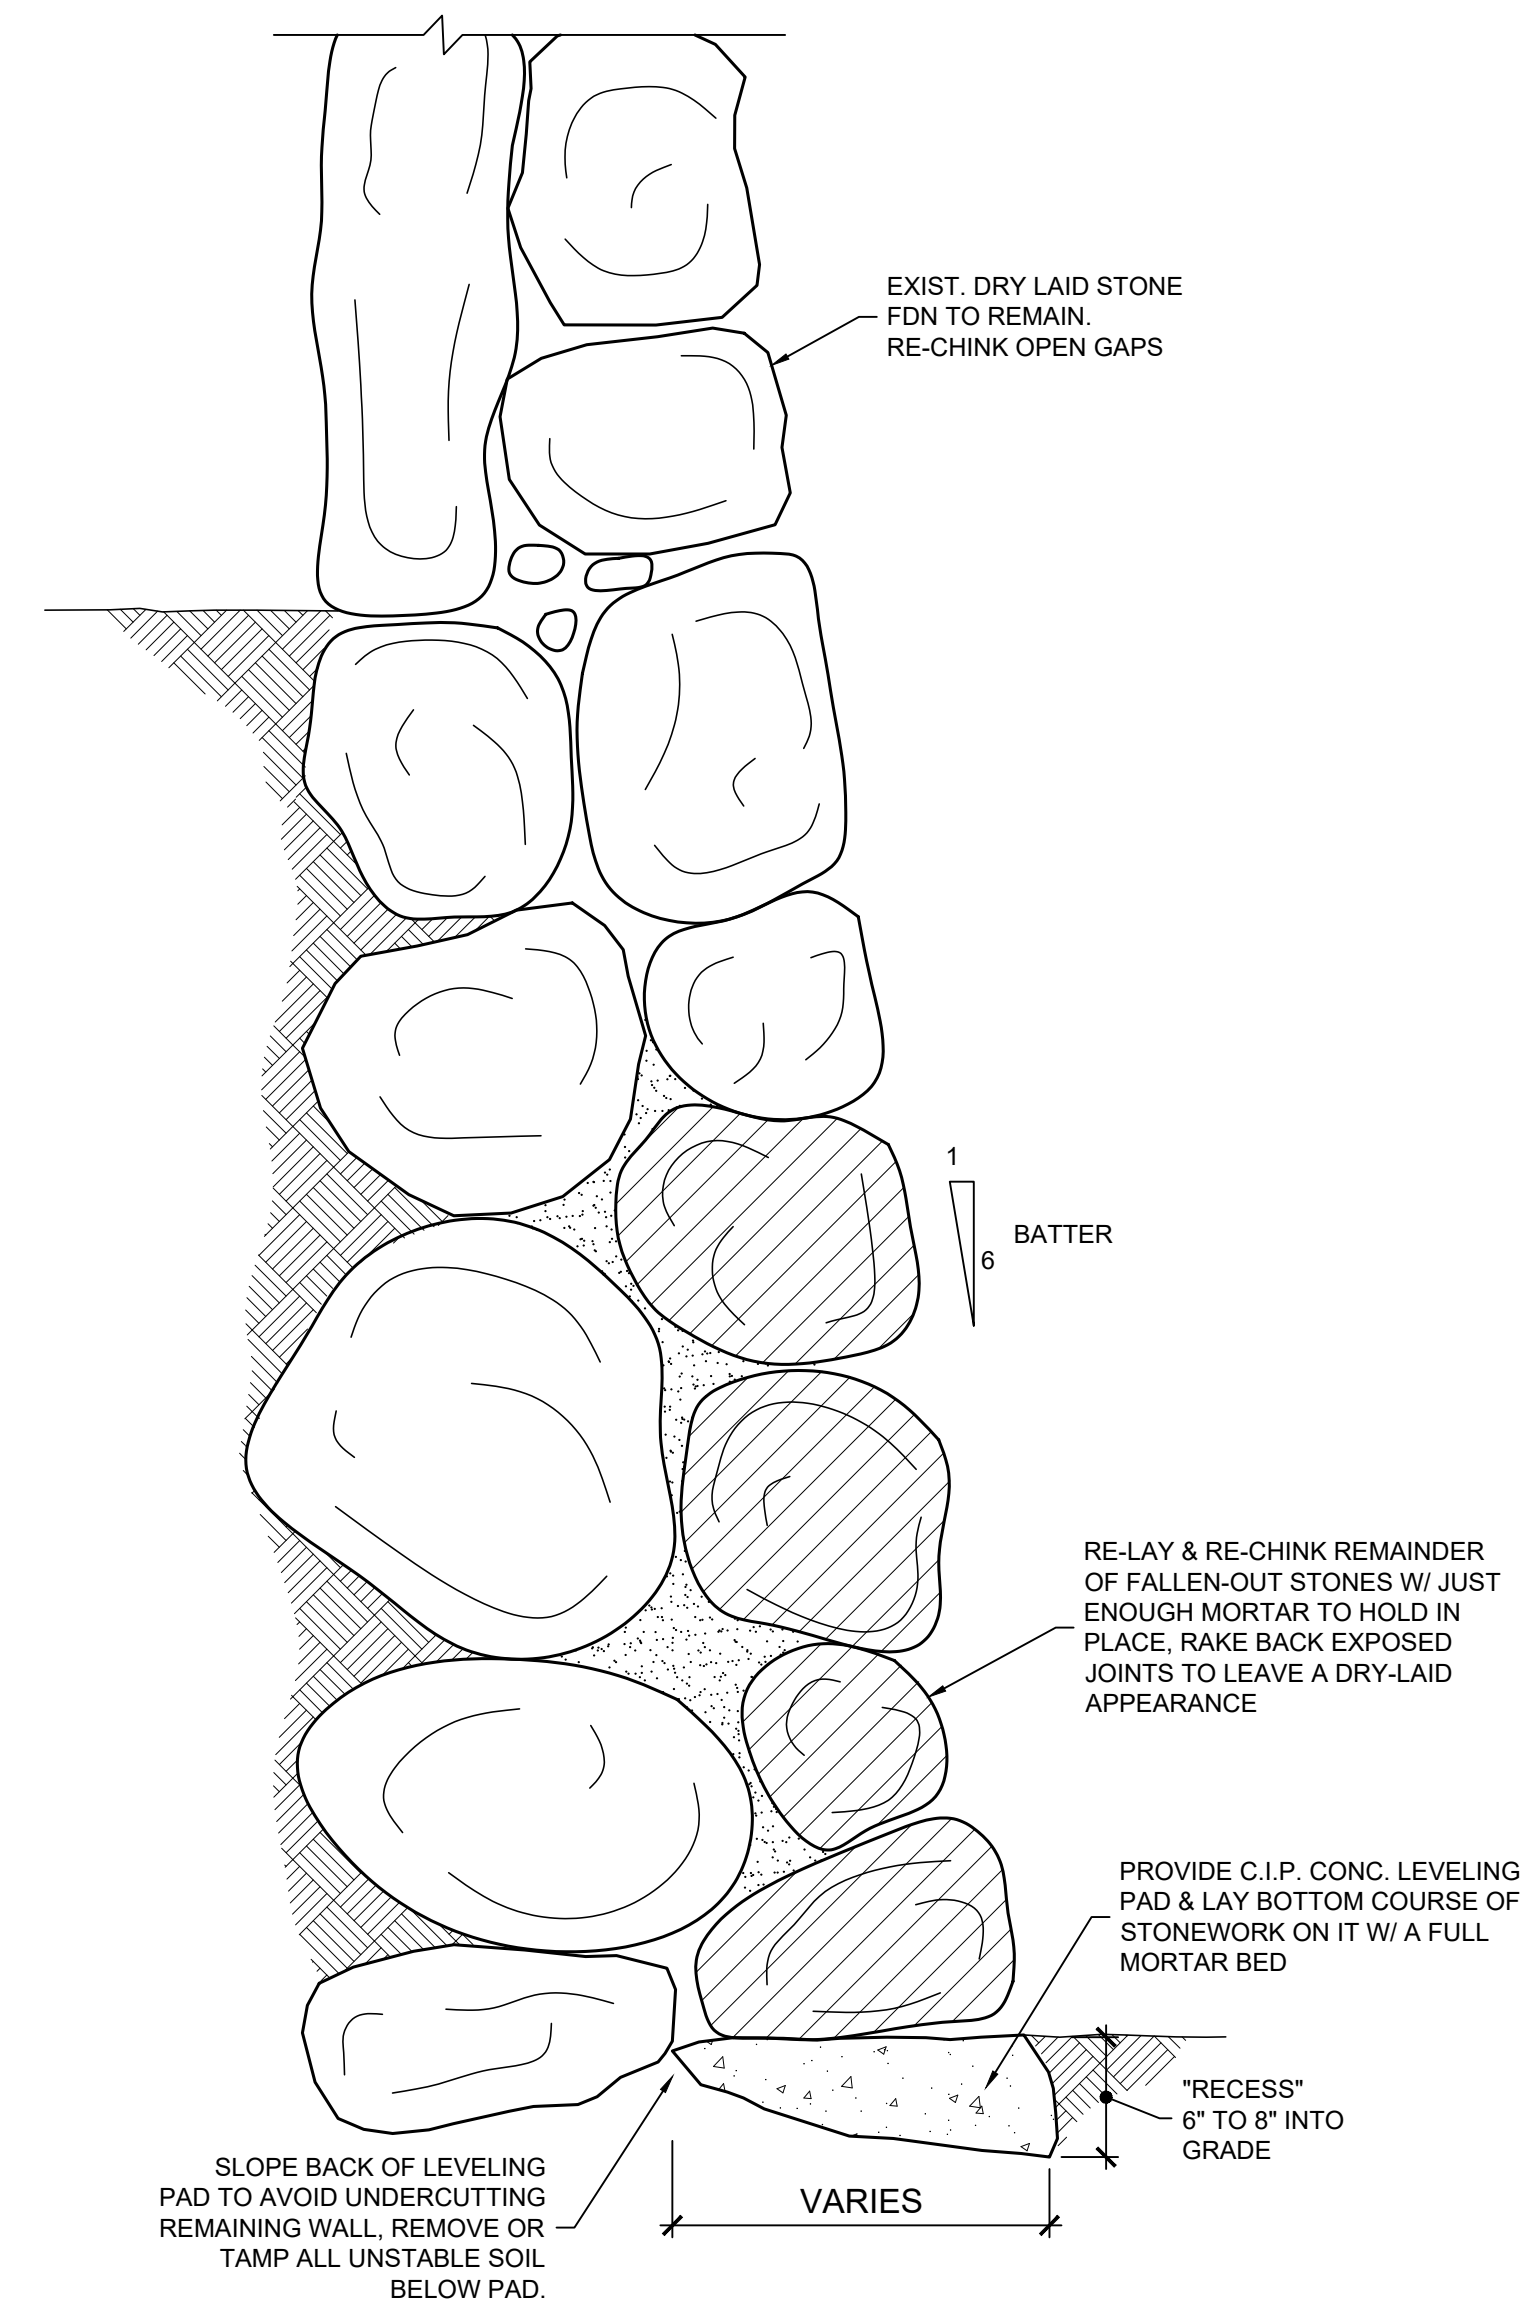 EXIST. DRY LAID STONE
FDN TO REMAIN.
RE-CHINK OPEN GAPS
1
6
BATTER
RE-LAY & RE-CHINK REMAINDER
OF FALLEN-OUT STONES W/ JUST
ENOUGH MORTAR TO HOLD IN
PLACE, RAKE BACK EXPOSED
JOINTS TO LEAVE A DRY-LAID
APPEARANCE
PROVIDE C.I.P. CONC. LEVELING
PAD & LAY BOTTOM COURSE OF
STONEWORK ON IT W/ A FULL
MORTAR BED
"RECESS"
6" TO 8" INTO
GRADE
SLOPE BACK OF LEVELING
PAD TO AVOID UNDERCUTTING
REMAINING WALL, REMOVE OR
TAMP ALL UNSTABLE SOIL
BELOW PAD.
VARIES